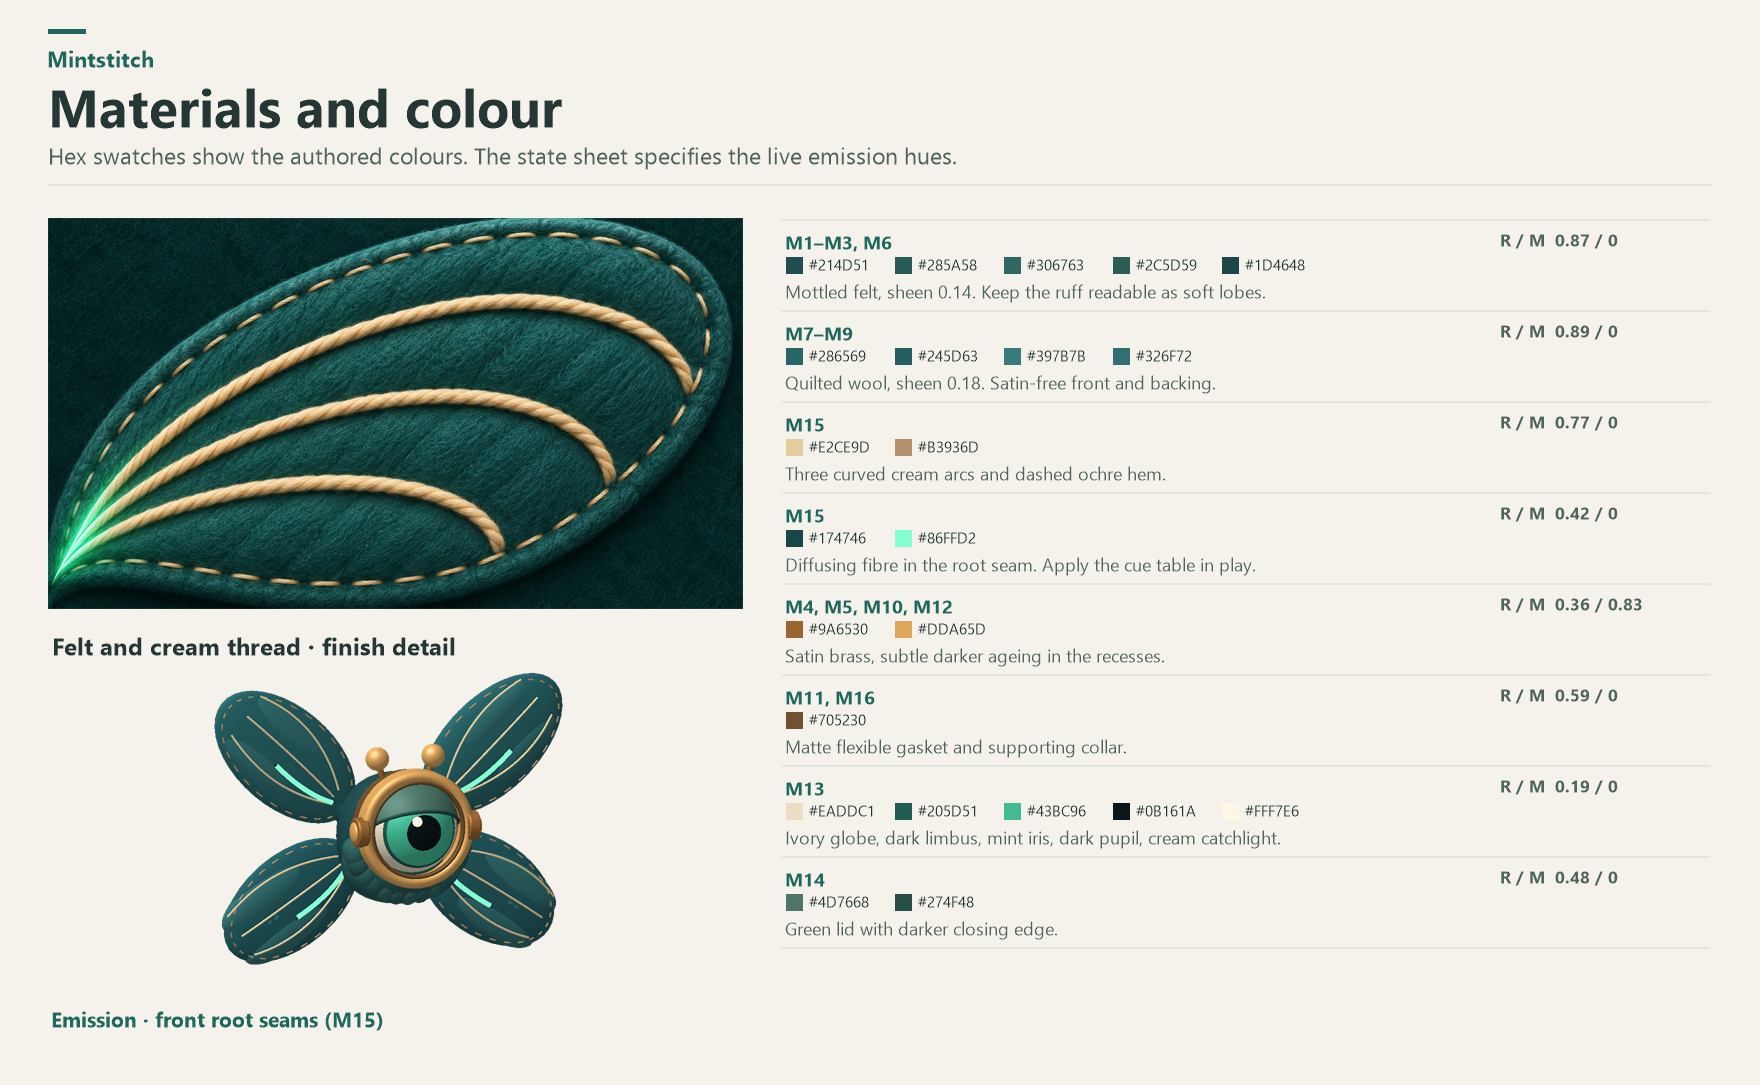 Mintstitch
Materials and colour
Hex swatches show the authored colours. The state sheet specifies the live emission hues.
Felt and cream thread · finish detail
Emission · front root seams (M15)
M1–M3, M6
R / M 0.87 / 0
#214D51 #285A58 #306763 #2C5D59 #1D4648
Mottled felt, sheen 0.14. Keep the ruff readable as soft lobes.
M7–M9
R / M 0.89 / 0
#286569 #245D63 #397B7B #326F72
Quilted wool, sheen 0.18. Satin-free front and backing.
M15
R / M 0.77 / 0
#E2CE9D #B3936D
Three curved cream arcs and dashed ochre hem.
M15
R / M 0.42 / 0
#174746 #86FFD2
Diffusing fibre in the root seam. Apply the cue table in play.
M4, M5, M10, M12
R / M 0.36 / 0.83
#9A6530 #DDA65D
Satin brass, subtle darker ageing in the recesses.
M11, M16
R / M 0.59 / 0
#705230
Matte flexible gasket and supporting collar.
M13
R / M 0.19 / 0
#EADDC1 #205D51 #43BC96 #0B161A #FFF7E6
Ivory globe, dark limbus, mint iris, dark pupil, cream catchlight.
M14
R / M 0.48 / 0
#4D7668 #274F48
Green lid with darker closing edge.